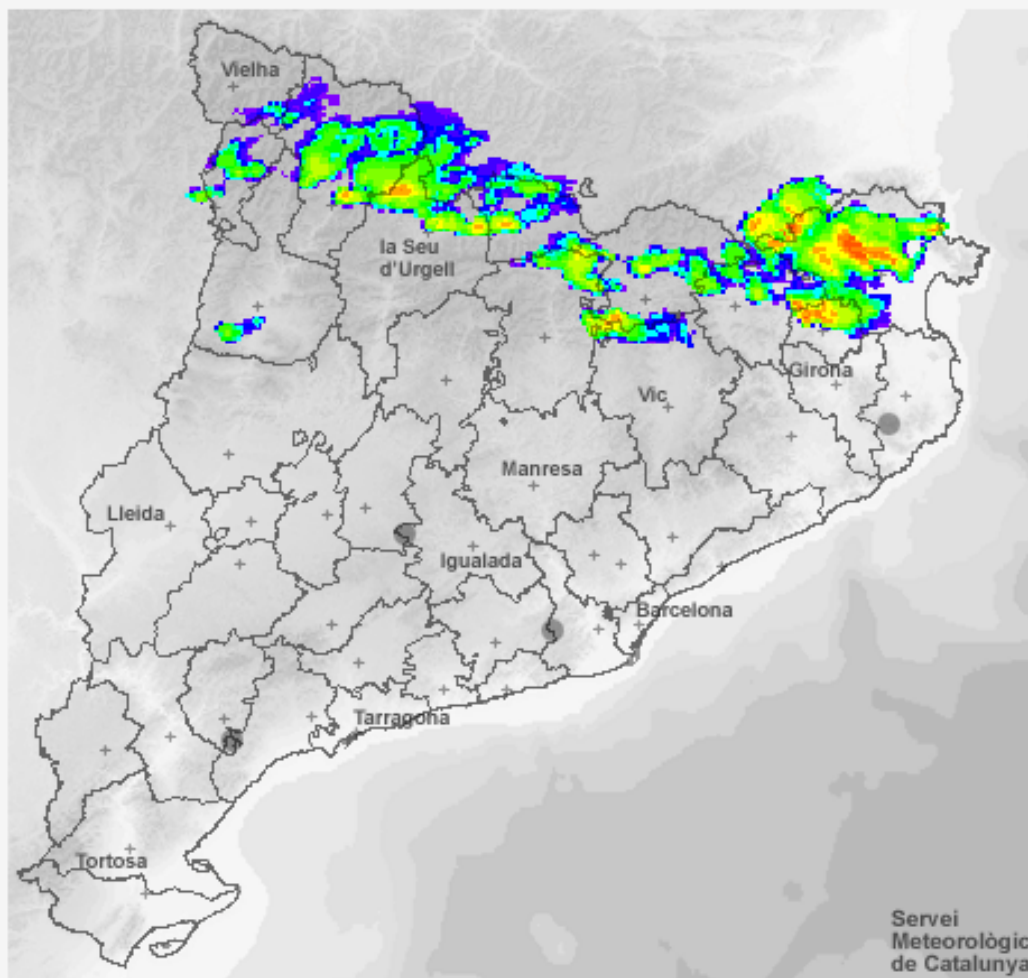 Vielha
la Seu
d'Urgell
Girona
Vic
Manresa
Lleida
Igualada
Barcelona
Tarragona
Tortosa
Servei
Meteorològic
de Catalunya